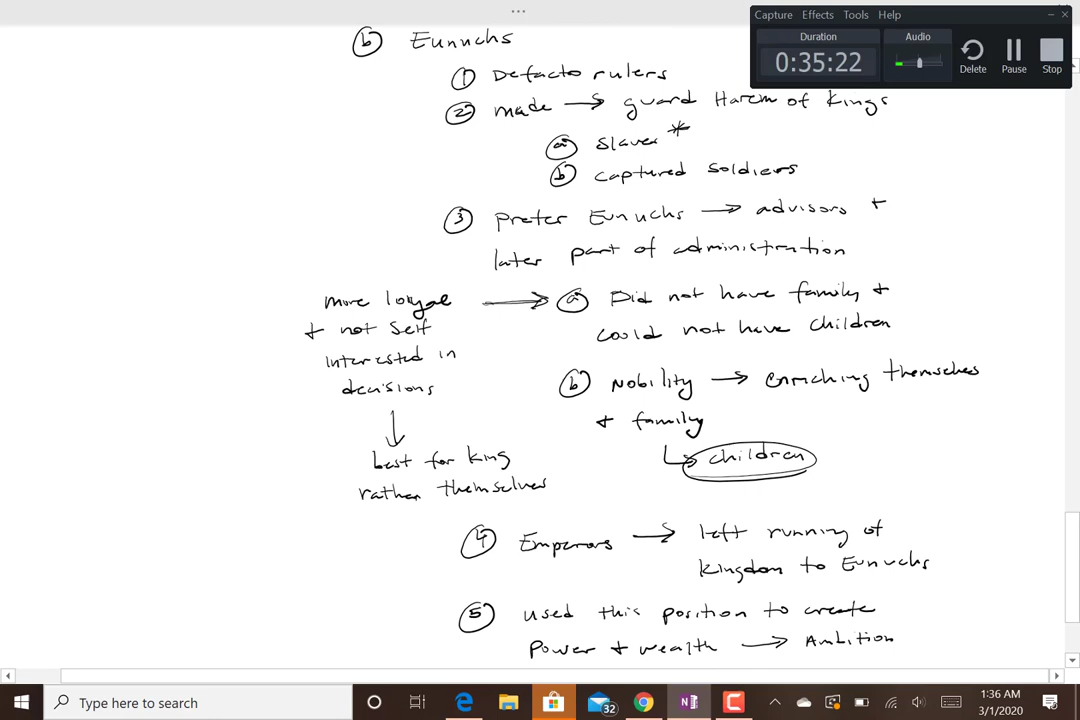 ...
Capture Effects Tools Help
Duration
0:35:22
Audio
Delete Pause Stop
b Eunuchs
1 Defacto rulers
2 made → guard Harem of kings
a Slaves *
b captured soldiers
3 Prefer Eunuchs → advisors +
later part of administration
more loyal
+ not self
interested in
decisions
↓
best for king
rather themselves
→ a Did not have family +
could not have children
b Nobility → enriching themselves
+ family
↳ children
4 Emperors → left running of
kingdom to Eunuchs
5 used this position to create
Power + wealth → Ambition
Type here to search
32
N
1:36 AM
3/1/2020